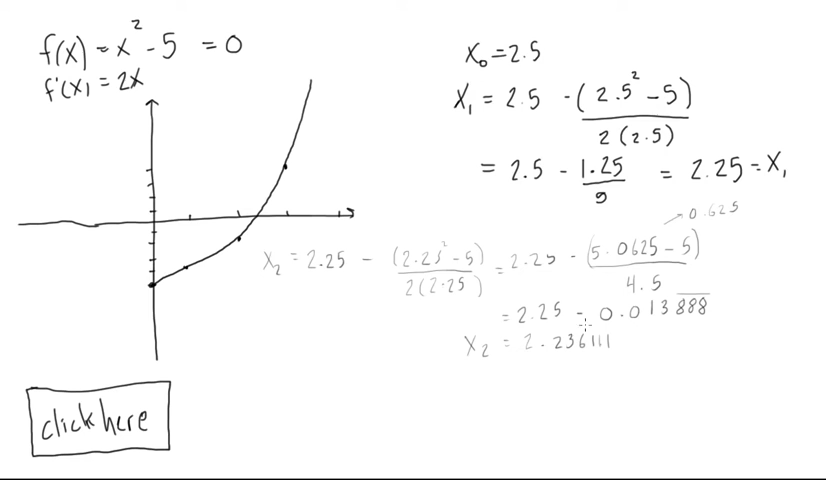 f(x) = x² - 5 = 0
f'(x) = 2x
x₀ = 2.5
x₁ = 2.5 - (2.5² - 5) / 2(2.5)
= 2.5 - 1.25 / 5 = 2.25 = x₁
0.625
x₂ = 2.25 - (2.25² - 5) / 2(2.25) = 2.25 - (5.0625 - 5) / 4.5
= 2.25 - 0.013888
x₂ = 2.236111
click here